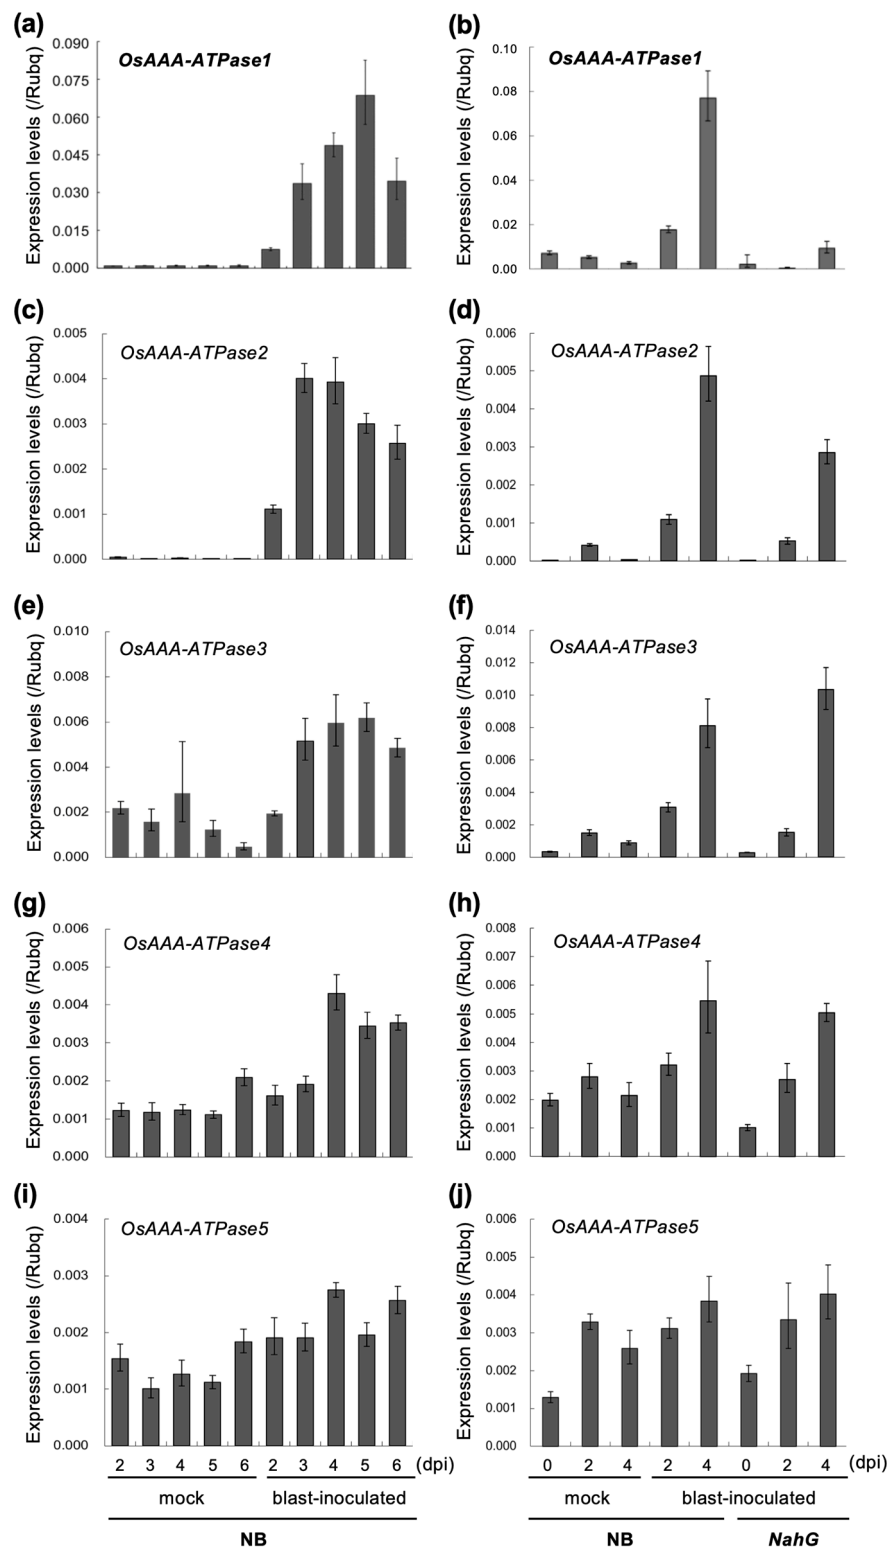 (a)
Expression levels (/Rubq)
OsAAA-ATPase1
0.090
0.075
0.060
0.045
0.030
0.015
0.000
(b)
Expression levels (/Rubq)
OsAAA-ATPase1
0.10
0.08
0.06
0.04
0.02
0.00
(c)
Expression levels (/Rubq)
OsAAA-ATPase2
0.005
0.004
0.003
0.002
0.001
0.000
(d)
Expression levels (/Rubq)
OsAAA-ATPase2
0.006
0.005
0.004
0.003
0.002
0.001
0.000
(e)
Expression levels (/Rubq)
OsAAA-ATPase3
0.010
0.008
0.006
0.004
0.002
0.000
(f)
Expression levels (/Rubq)
OsAAA-ATPase3
0.014
0.012
0.010
0.008
0.006
0.004
0.002
0.000
(g)
Expression levels (/Rubq)
OsAAA-ATPase4
0.006
0.005
0.004
0.003
0.002
0.001
0.000
(h)
Expression levels (/Rubq)
OsAAA-ATPase4
0.008
0.007
0.006
0.005
0.004
0.003
0.002
0.001
0.000
(i)
Expression levels (/Rubq)
OsAAA-ATPase5
0.004
0.003
0.002
0.001
0.000
2 3 4 5 6 2 3 4 5 6 (dpi)
mock blast-inoculated
NB
(j)
Expression levels (/Rubq)
OsAAA-ATPase5
0.006
0.005
0.004
0.003
0.002
0.001
0.000
0 2 4 2 4 0 2 4 (dpi)
mock blast-inoculated
NB NahG